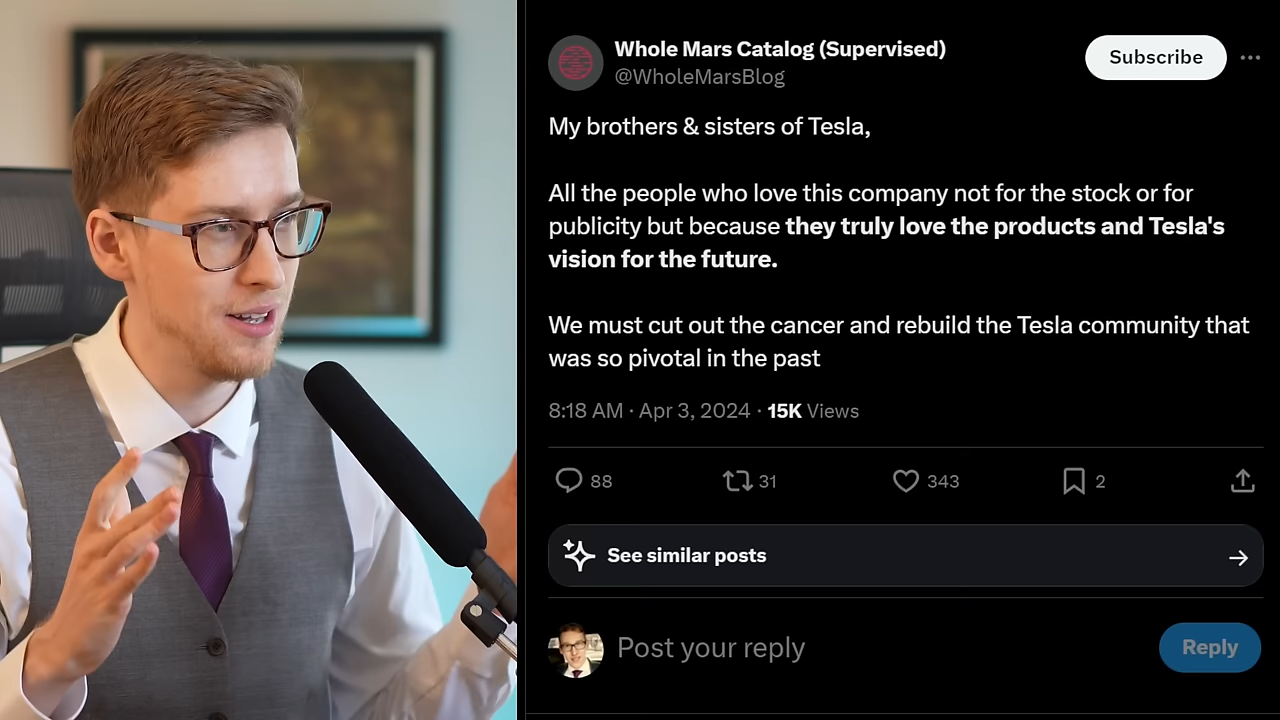 Whole Mars Catalog (Supervised)
@WholeMarsBlog
Subscribe
My brothers & sisters of Tesla,
All the people who love this company not for the stock or for
publicity but because they truly love the products and Tesla's
vision for the future.
We must cut out the cancer and rebuild the Tesla community that
was so pivotal in the past
8:18 AM · Apr 3, 2024 · 15K Views
88 31 343 2
See similar posts
Post your reply
Reply